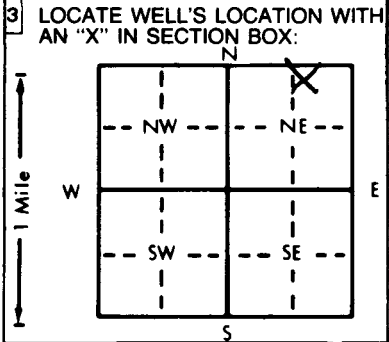 3 LOCATE WELL'S LOCATION WITH
AN "X" IN SECTION BOX:
N
X
NW NE
1 Mile
W E
SW SE
S